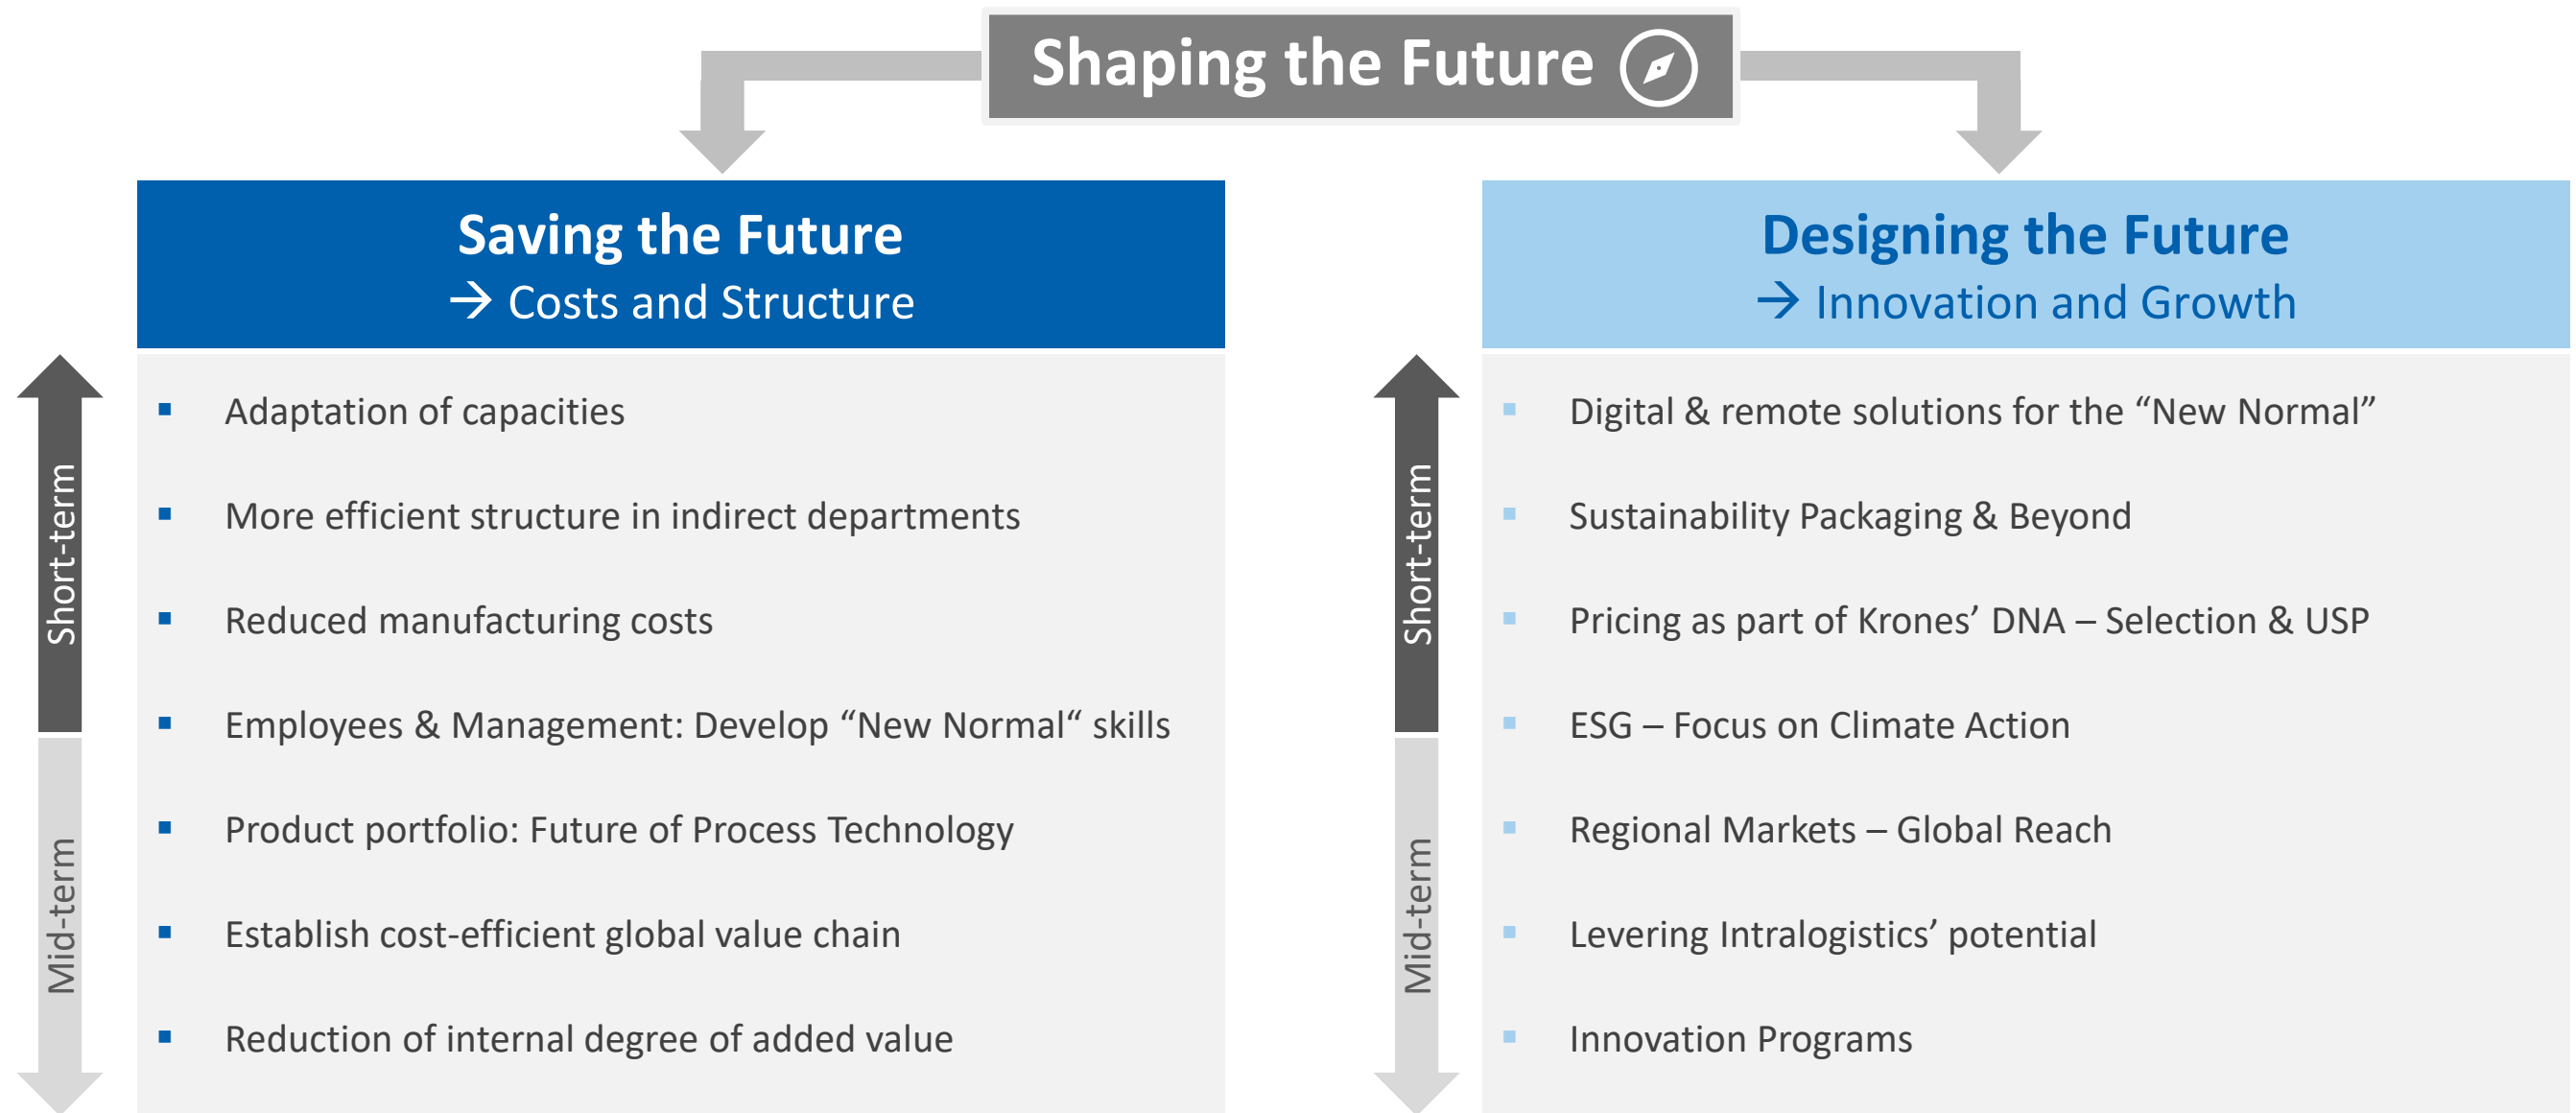 Shaping the Future
Saving the Future
→ Costs and Structure
Short-term
Mid-term
▪ Adaptation of capacities
▪ More efficient structure in indirect departments
▪ Reduced manufacturing costs
▪ Employees & Management: Develop “New Normal“ skills
▪ Product portfolio: Future of Process Technology
▪ Establish cost-efficient global value chain
▪ Reduction of internal degree of added value
Designing the Future
→ Innovation and Growth
Short-term
Mid-term
▪ Digital & remote solutions for the “New Normal”
▪ Sustainability Packaging & Beyond
▪ Pricing as part of Krones’ DNA – Selection & USP
▪ ESG – Focus on Climate Action
▪ Regional Markets – Global Reach
▪ Levering Intralogistics’ potential
▪ Innovation Programs